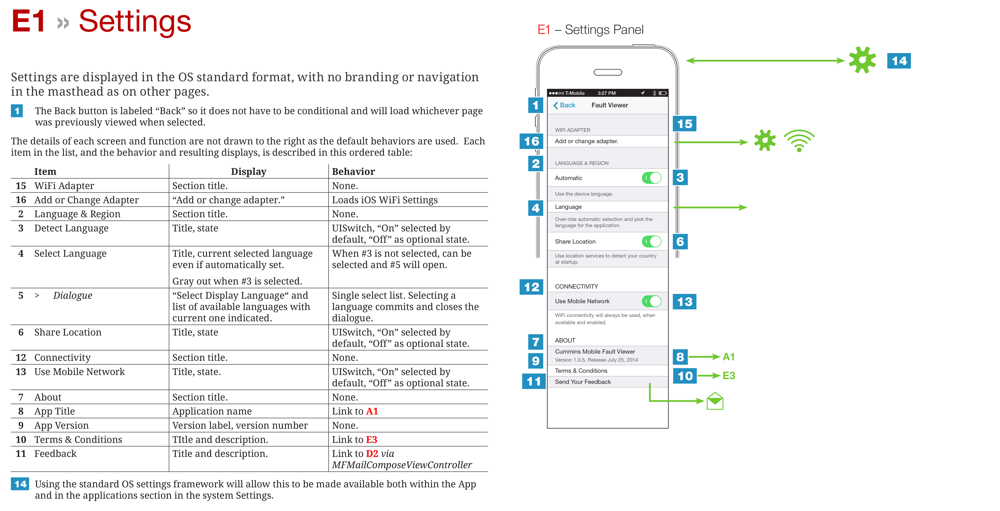 E1 » Settings
Settings are displayed in the OS standard format, with no branding or navigation
in the masthead as on other pages.
1 The Back button is labeled “Back” so it does not have to be conditional and will load whichever page
was previously viewed when selected.
The details of each screen and function are not drawn to the right as the default behaviors are used.  Each
item in the list, and the behavior and resulting displays, is described in this ordered table:
Item Display Behavior
15 WiFi Adapter Section title. None.
16 Add or Change Adapter “Add or change adapter.” Loads iOS WiFi Settings
2 Language & Region Section title. None.
3 Detect Language Title, state UISwitch, “On” selected by
default, “Off” as optional state.
4 Select Language Title, current selected language When #3 is not selected, can be
even if automatically set. selected and #5 will open.
Gray out when #3 is selected.
5 > Dialogue “Select Display Language“ and Single select list. Selecting a
list of available languages with language commits and closes the
current one indicated. dialogue.
6 Share Location Title, state UISwitch, “On” selected by
default, “Off” as optional state.
12 Connectivity Section title. None.
13 Use Mobile Network Title, state. UISwitch, “On” selected by
default, “Off” as optional state.
7 About Section title. None.
8 App Title Application name Link to A1
9 App Version Version label, version number None.
10 Terms & Conditions TItle and description. Link to E3
11 Feedback Title and description. Link to D2 via
MFMailComposeViewController
14 Using the standard OS settings framework will allow this to be made available both within the App
and in the applications section in the system Settings.
E1 – Settings Panel
14
T-Mobile 3:27 PM
1 Back Fault Viewer
15
WIFI ADAPTER
16 Add or change adapter.
2 LANGUAGE & REGION
Automatic 3
Use the device language.
4 Language
Over-ride automatic selection and pick the
language for the application.
Share Location 6
Use location services to detect your country
at startup.
12 CONNECTIVITY
Use Mobile Network 13
WiFi connectivity will always be used, when
available and enabled.
7 ABOUT
Cummins Mobile Fault Viewer 8 A1
9 Version 1.0.5, Release July 25, 2014
Terms & Conditions 10 E3
11 Send Your Feedback